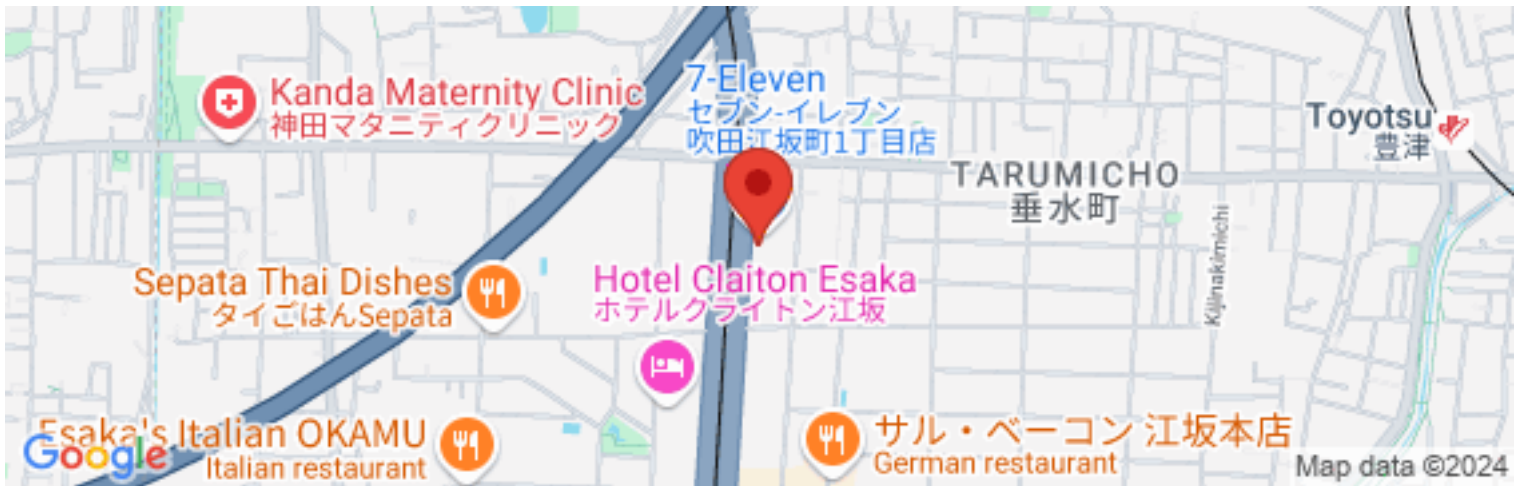 7-Eleven
セブン-イレブン
吹田江坂町1丁目店
Kanda Maternity Clinic
神田マタニティクリニック
Toyotsu
豊津
TARUMICHO
垂水町
Kijinakimichi
Sepata Thai Dishes
タイごはんSepata
Hotel Claiton Esaka
ホテルクライトン江坂
Esaka's Italian OKAMU
Italian restaurant
サル・ベーコン 江坂本店
German restaurant
Google
Map data ©2024